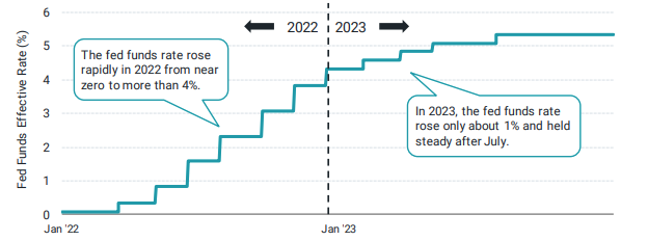 6
2022 2023
5
The fed funds rate rose
rapidly in 2022 from near
zero to more than 4%.
4
In 2023, the fed funds rate
rose only about 1% and held
steady after July.
3
2
1
0
Fed Funds Effective Rate (%)
Jan '22 Jan '23